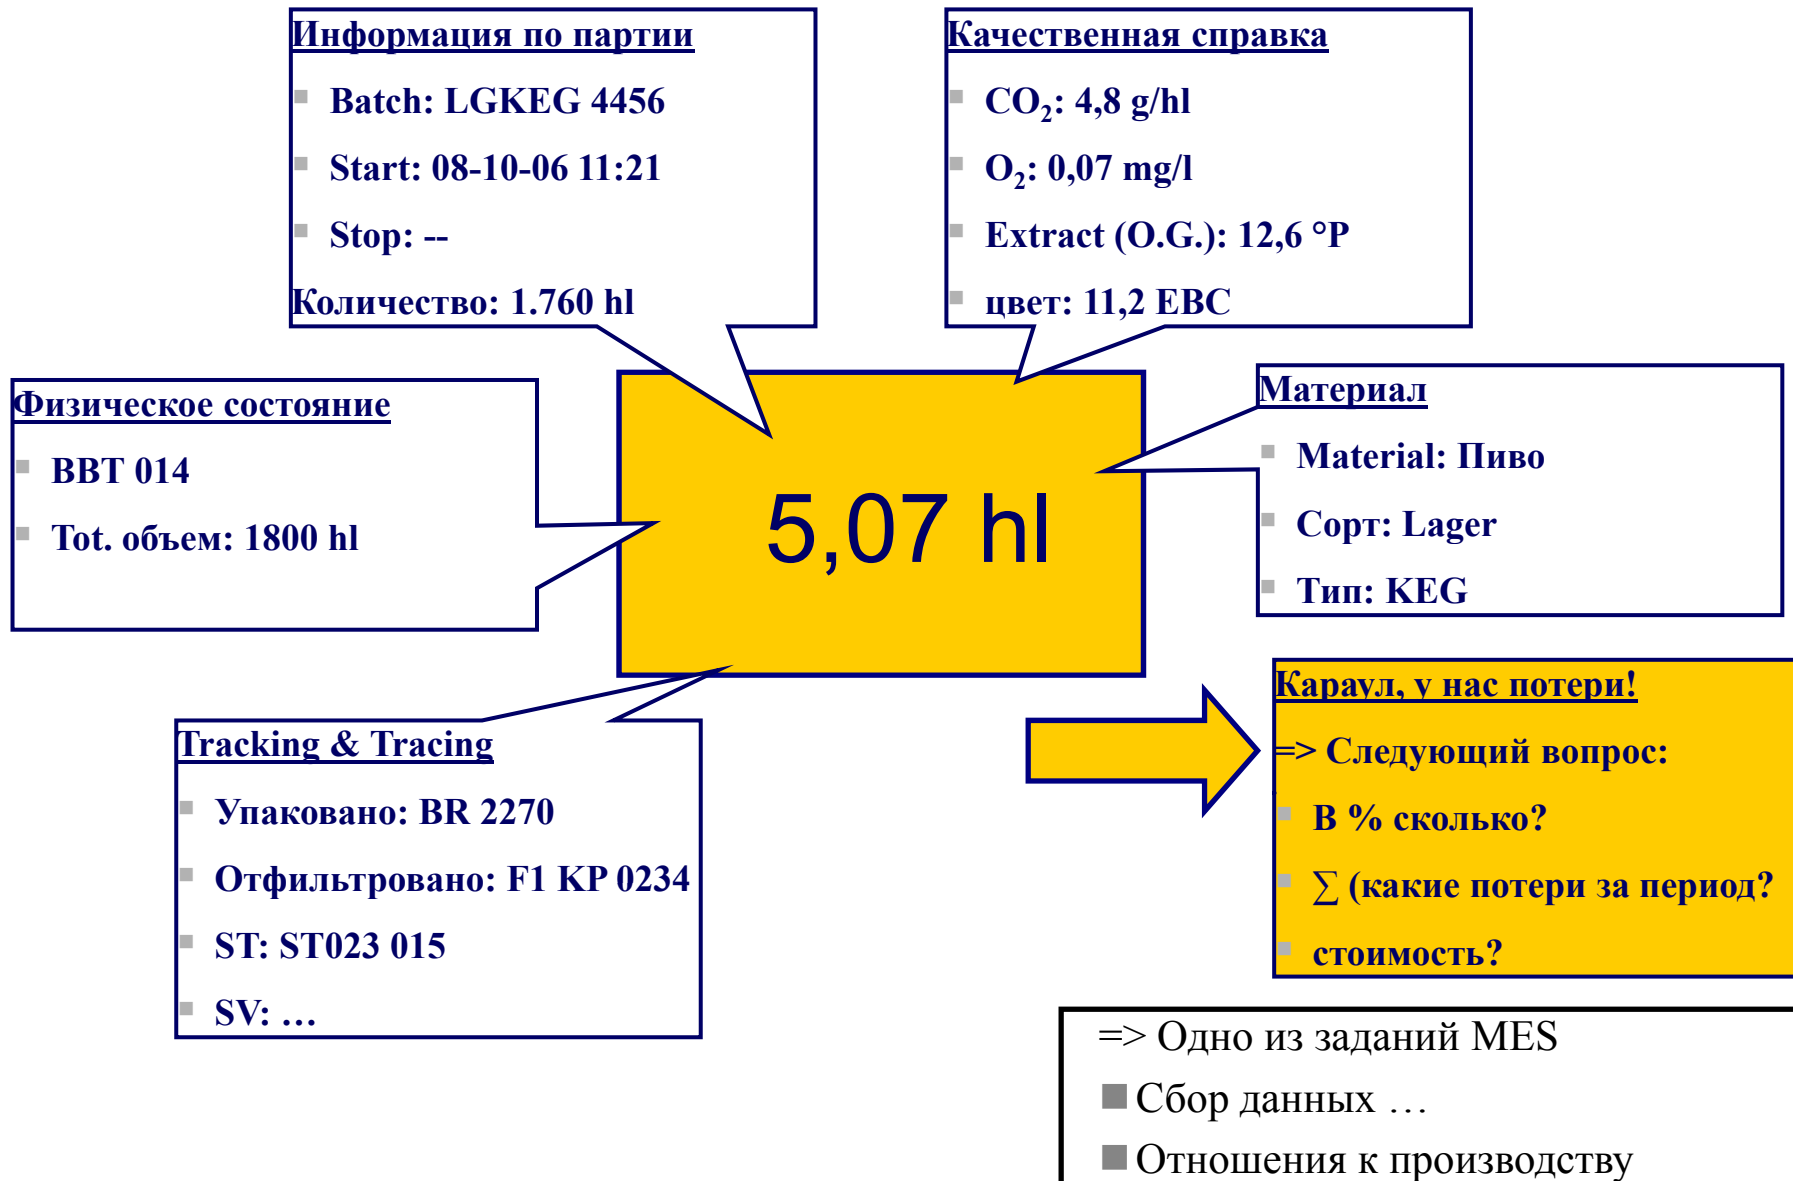 Информация по партии
Batch: LGKEG 4456
Start: 08-10-06 11:21
Stop: --
Количество: 1.760 hl
Качественная справка
CO₂: 4,8 g/hl
O₂: 0,07 mg/l
Extract (O.G.): 12,6 °P
цвет: 11,2 EBC
Физическое состояние
BBT 014
Tot. объем: 1800 hl
5,07 hl
Материал
Material: Пиво
Сорт: Lager
Тип: KEG
Tracking & Tracing
Упаковано: BR 2270
Отфильтровано: F1 KP 0234
ST: ST023 015
SV: …
Караул, у нас потери!
=> Следующий вопрос:
В % сколько?
∑ (какие потери за период?
стоимость?
=> Одно из заданий MES
Сбор данных …
Отношения к производству